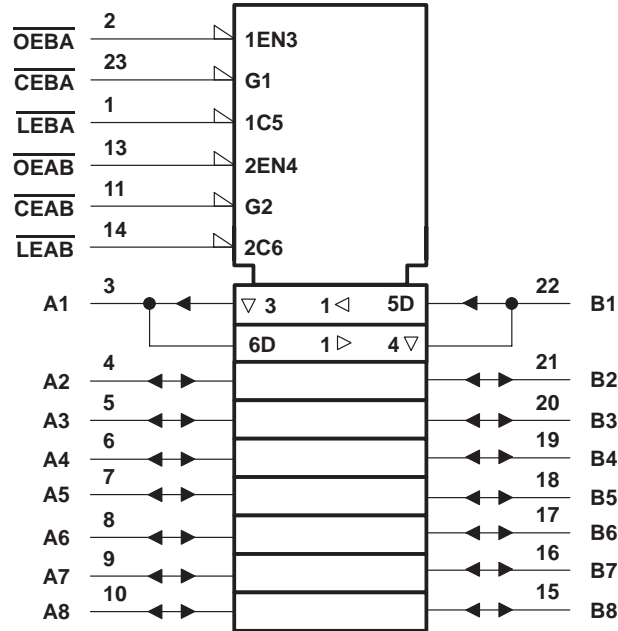 OEBA 2 1EN3
CEBA 23 G1
LEBA 1 1C5
OEAB 13 2EN4
CEAB 11 G2
LEAB 14 2C6
A1 3 ▽ 3 1 ◁ 5D 22 B1
6D 1 ▷ 4 ▽
A2 4 21 B2
A3 5 20 B3
A4 6 19 B4
A5 7 18 B5
A6 8 17 B6
A7 9 16 B7
A8 10 15 B8